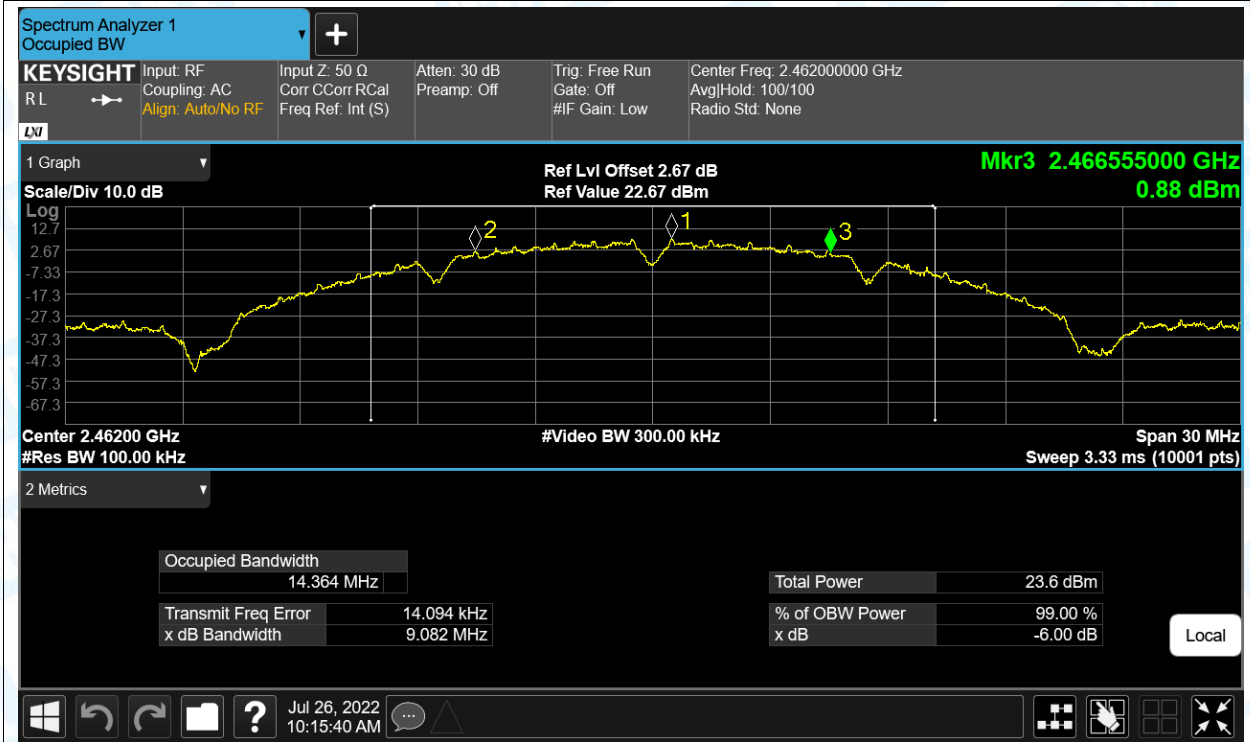 Spectrum Analyzer 1
Occupied BW
+
KEYSIGHT
R L
LXI
Input: RF
Coupling: AC
Align: Auto/No RF
Input Z: 50 Ω
Corr CCorr RCal
Freq Ref: Int (S)
Atten: 30 dB
Preamp: Off
Trig: Free Run
Gate: Off
#IF Gain: Low
Center Freq: 2.462000000 GHz
Avg|Hold: 100/100
Radio Std: None
1 Graph
Scale/Div 10.0 dB
Ref Lvl Offset 2.67 dB
Ref Value 22.67 dBm
Mkr3 2.466555000 GHz
0.88 dBm
Log
12.7
2.67
-7.33
-17.3
-27.3
-37.3
-47.3
-57.3
-67.3
2
1
3
Center 2.46200 GHz
#Video BW 300.00 kHz
Span 30 MHz
#Res BW 100.00 kHz
Sweep 3.33 ms (10001 pts)
2 Metrics
Occupied Bandwidth
14.364 MHz
Transmit Freq Error 14.094 kHz
x dB Bandwidth 9.082 MHz
Total Power 23.6 dBm
% of OBW Power 99.00 %
x dB -6.00 dB
Local
?
Jul 26, 2022
10:15:40 AM